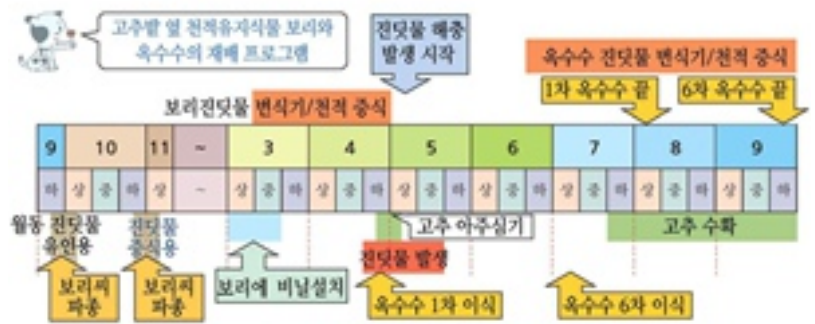 고추밭 옆 천적유지식물 보리와
옥수수의 재배 프로그램
진딧물 해충
발생 시작
옥수수 진딧물 번식기/천적 증식
1차 옥수수 끝
6차 옥수수 끝
보리진딧물 번식기/천적 증식
9 10 11 ~ 3 4 5 6 7 8 9
하 상 중 하 상 ~ 상 중 하 상 중 하 상 중 하 상 중 하 상 중 하 상 중 하 상 중 하
월동 진딧물
유인용
진딧물
증식용
고추 아주심기
고추 수확
진딧물 발생
보리씨
파종
보리씨
파종
보리에 비닐설치
옥수수 1차 이식
옥수수 6차 이식